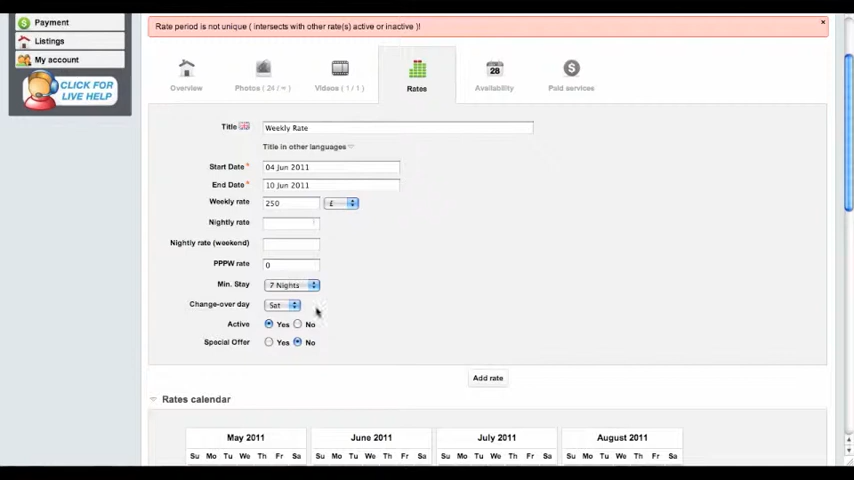 Payment
Rate period is not unique ( intersects with other rate(s) active or inactive )!
Listings
My account
CLICK FOR
LIVE HELP
28
Overview
Photos ( 24 / ∞ )
Videos ( 1 / 1 )
Rates
Availability
Paid services
Title
Weekly Rate
Title in other languages
Start Date *
04 Jun 2011
End Date *
10 Jun 2011
Weekly rate
250
£
Nightly rate
Nightly rate (weekend)
PPPW rate
0
Min. Stay
7 Nights
Change-over day
Sat
Active
Yes No
Special Offer
Yes No
Add rate
Rates calendar
May 2011 June 2011 July 2011 August 2011
Su Mo Tu We Th Fr Sa Su Mo Tu We Th Fr Sa Su Mo Tu We Th Fr Sa Su Mo Tu We Th Fr Sa